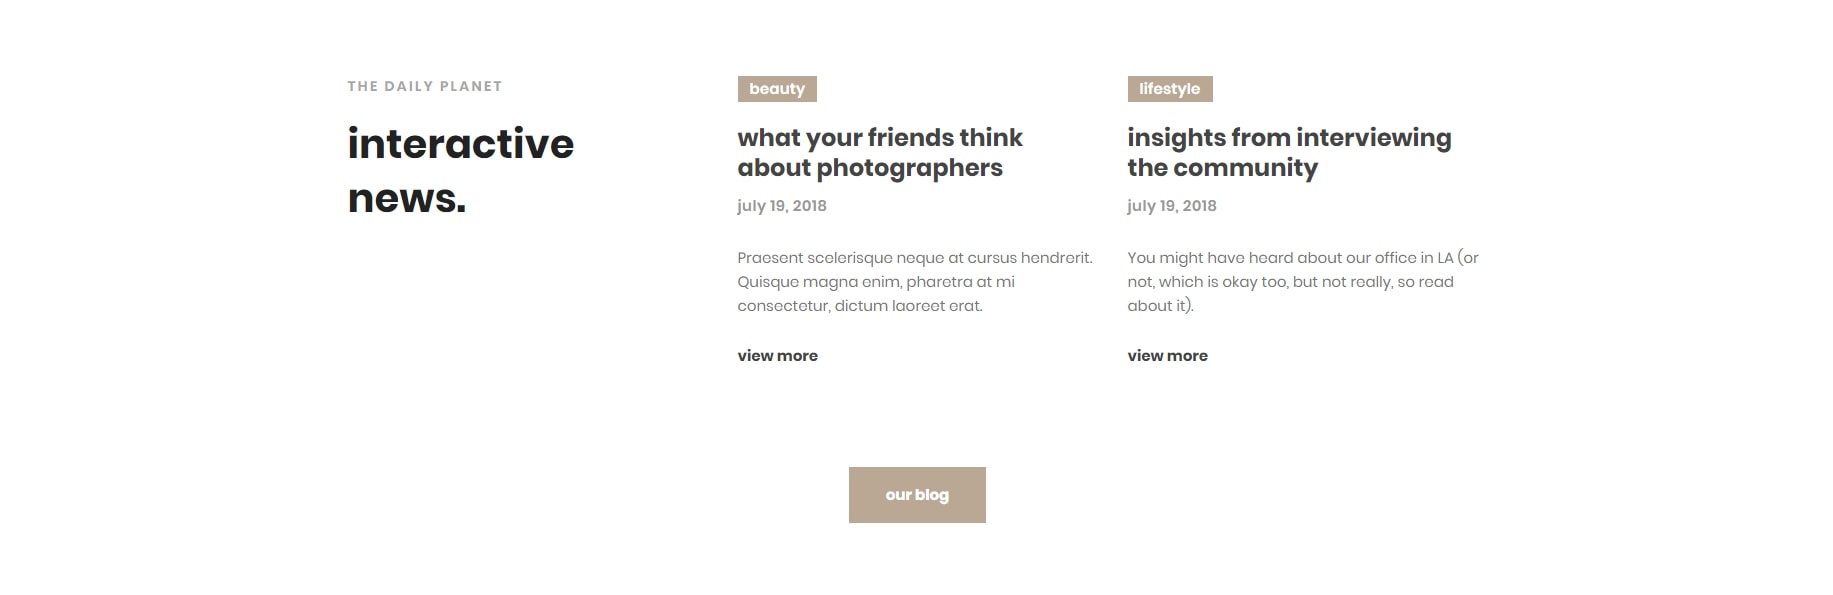 THE DAILY PLANET
interactive
news.
beauty
what your friends think
about photographers
july 19, 2018
Praesent scelerisque neque at cursus hendrerit.
Quisque magna enim, pharetra at mi
consectetur, dictum laoreet erat.
view more
lifestyle
insights from interviewing
the community
july 19, 2018
You might have heard about our office in LA (or
not, which is okay too, but not really, so read
about it).
view more
our blog